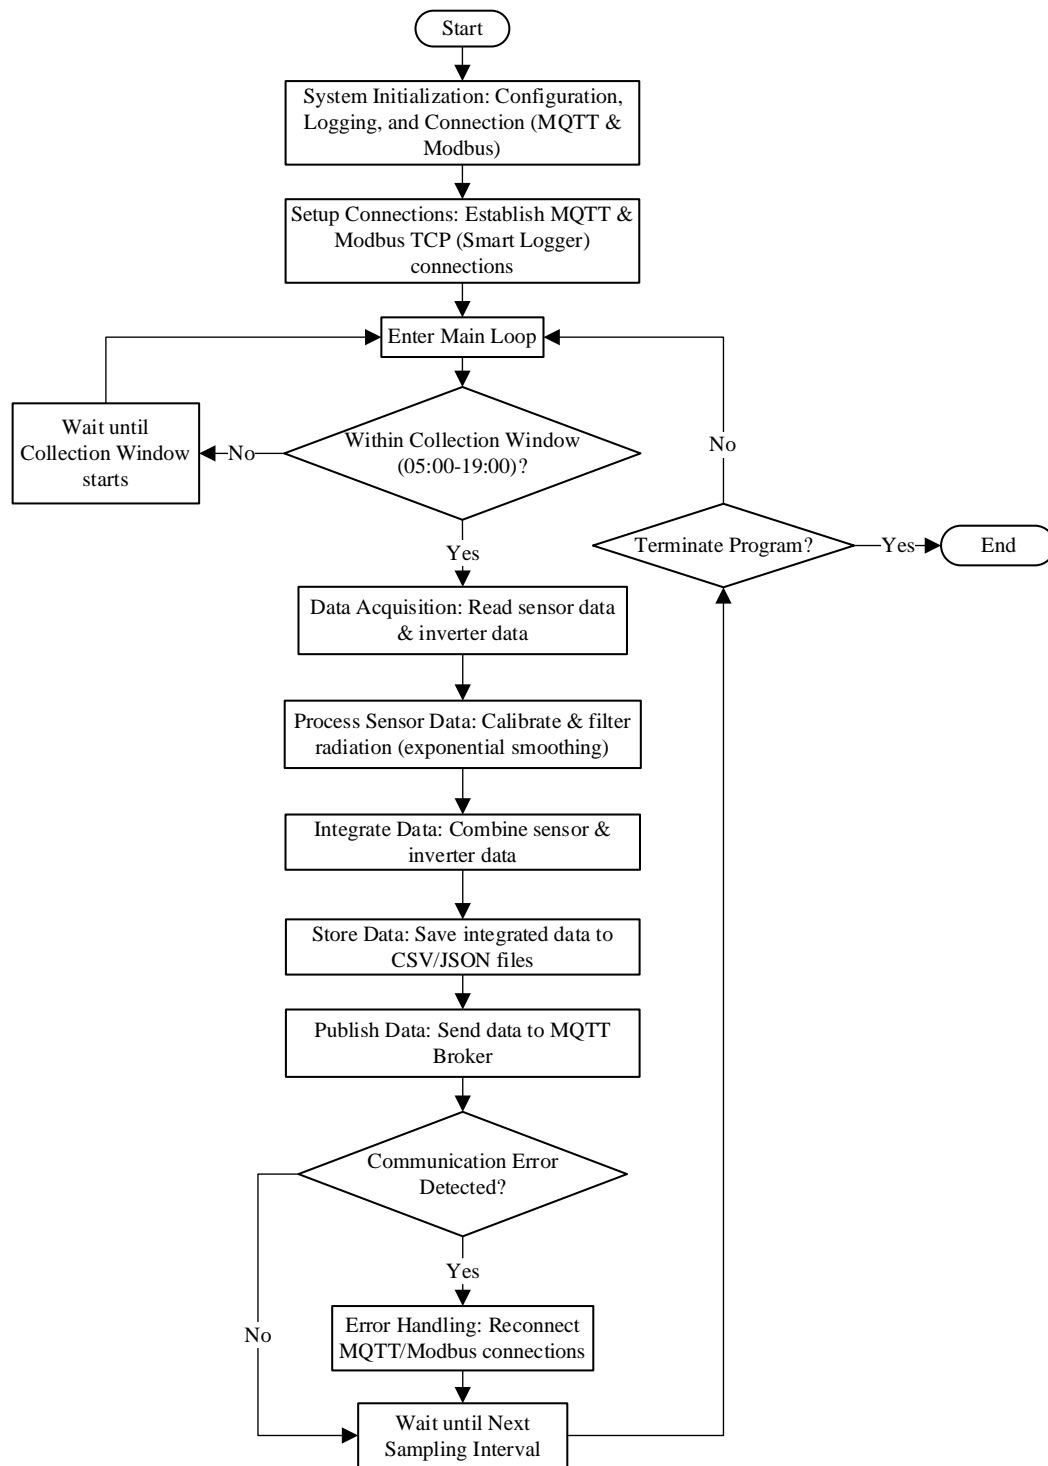 Start
System Initialization: Configuration,
Logging, and Connection (MQTT &
Modbus)
Setup Connections: Establish MQTT &
Modbus TCP (Smart Logger)
connections
Enter Main Loop
Wait until
Collection Window
starts
No
Within Collection Window
(05:00-19:00)?
No
Terminate Program?
Yes
End
Yes
Data Acquisition: Read sensor data
& inverter data
Process Sensor Data: Calibrate & filter
radiation (exponential smoothing)
Integrate Data: Combine sensor &
inverter data
Store Data: Save integrated data to
CSV/JSON files
Publish Data: Send data to MQTT
Broker
Communication Error
Detected?
Yes
No
Error Handling: Reconnect
MQTT/Modbus connections
Wait until Next
Sampling Interval